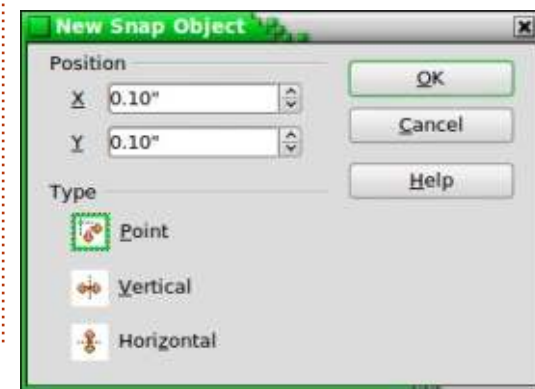 New Snap Object
Position
X 0.10"
Y 0.10"
OK
Cancel
Help
Type
Point
Vertical
Horizontal